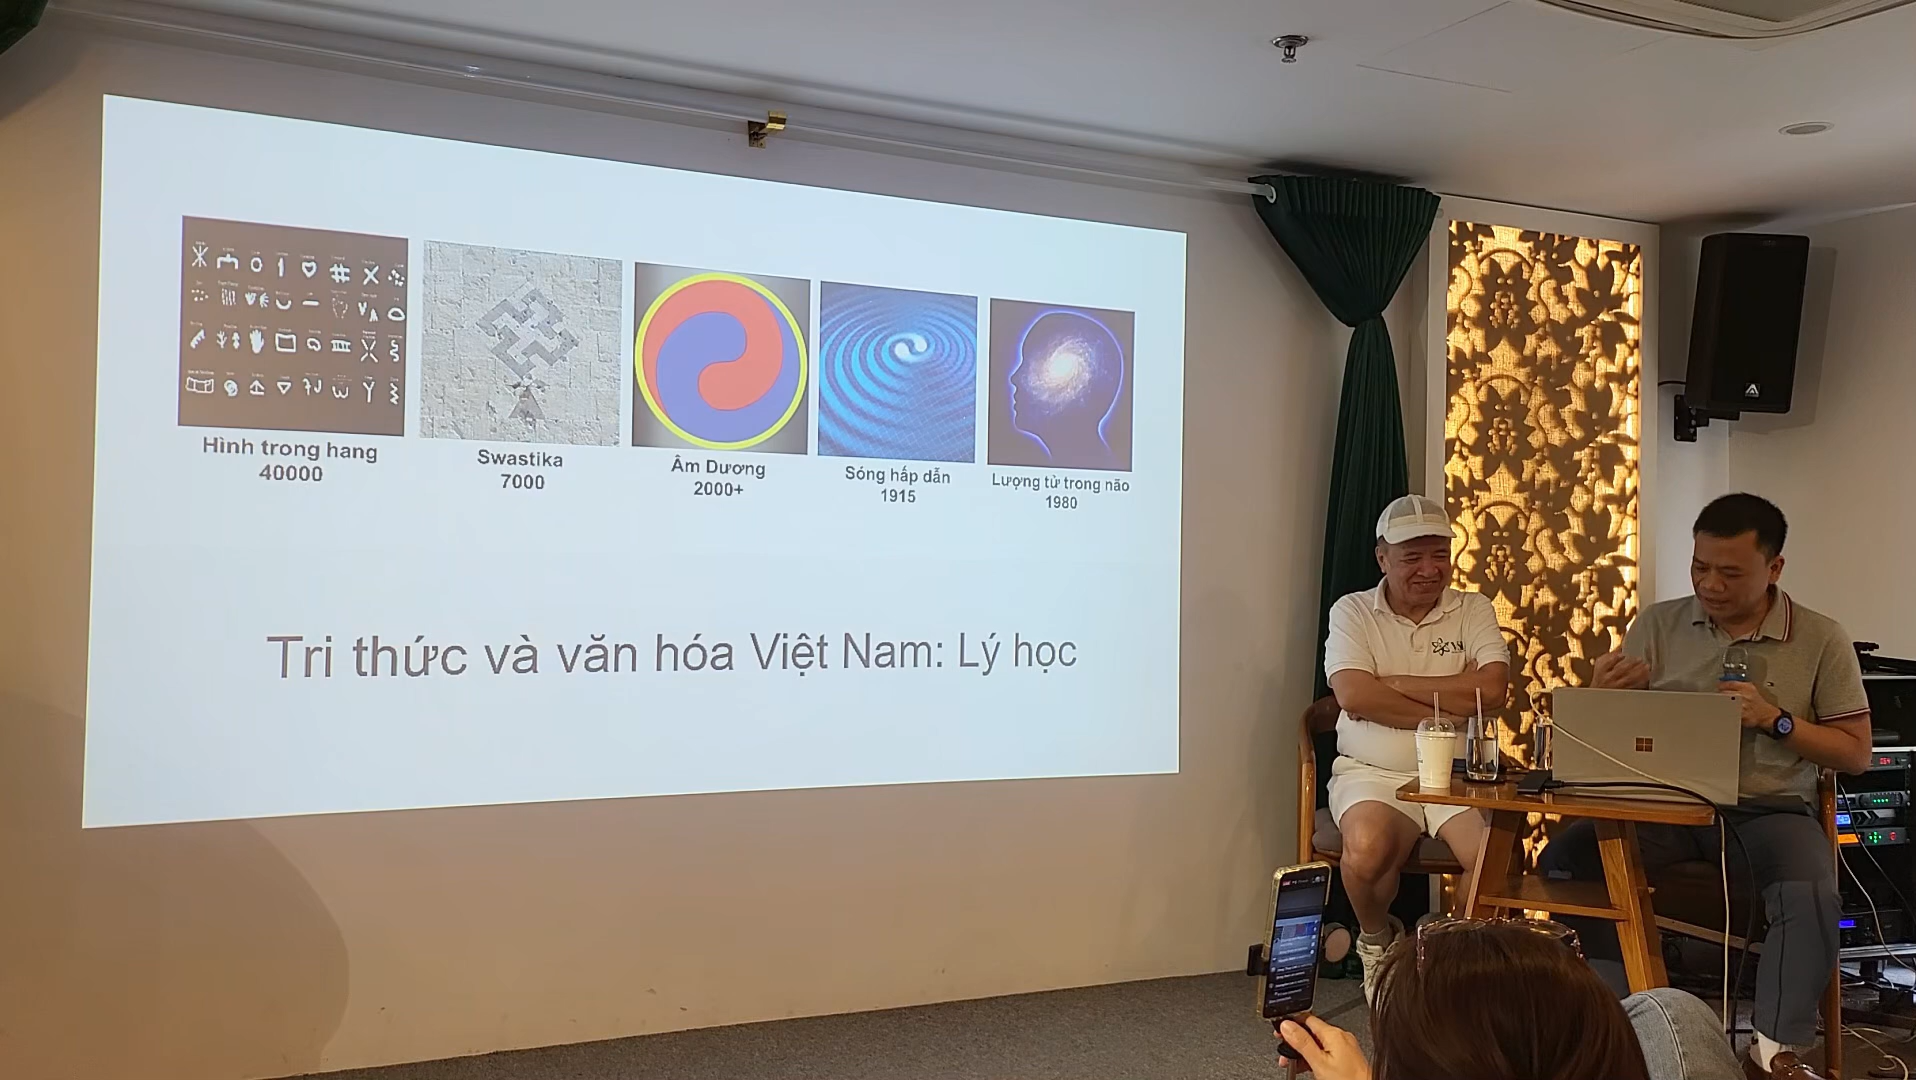 Hình trong hang
40000
Swastika
7000
Âm Dương
2000+
Sóng hấp dẫn
1915
Lượng tử trong não
1980
Tri thức và văn hóa Việt Nam: Lý học